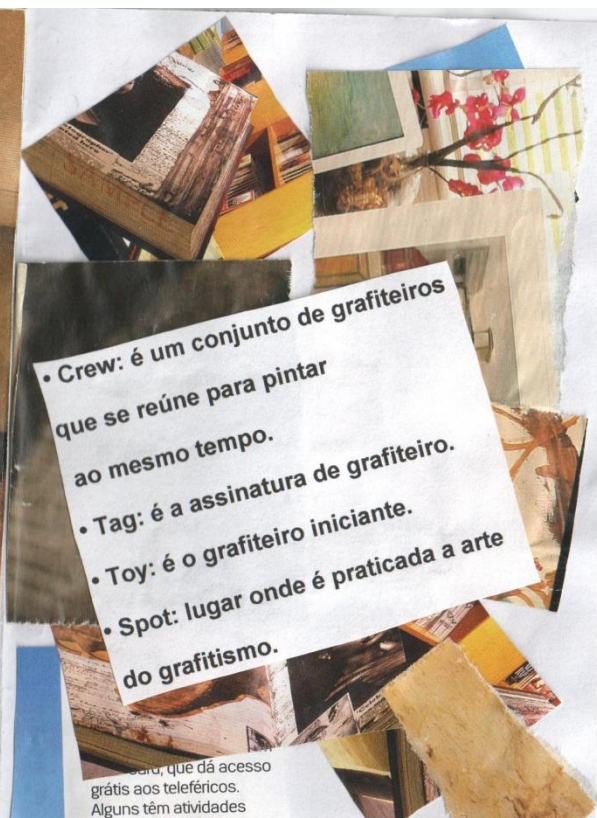 SAMPLE
• Crew: é um conjunto de grafiteiros
que se reúne para pintar
ao mesmo tempo.
• Tag: é a assinatura de grafiteiro.
• Toy: é o grafiteiro iniciante.
• Spot: lugar onde é praticada a arte
do grafitismo.
que dá acesso
grátis aos teleféricos.
Alguns têm atividades